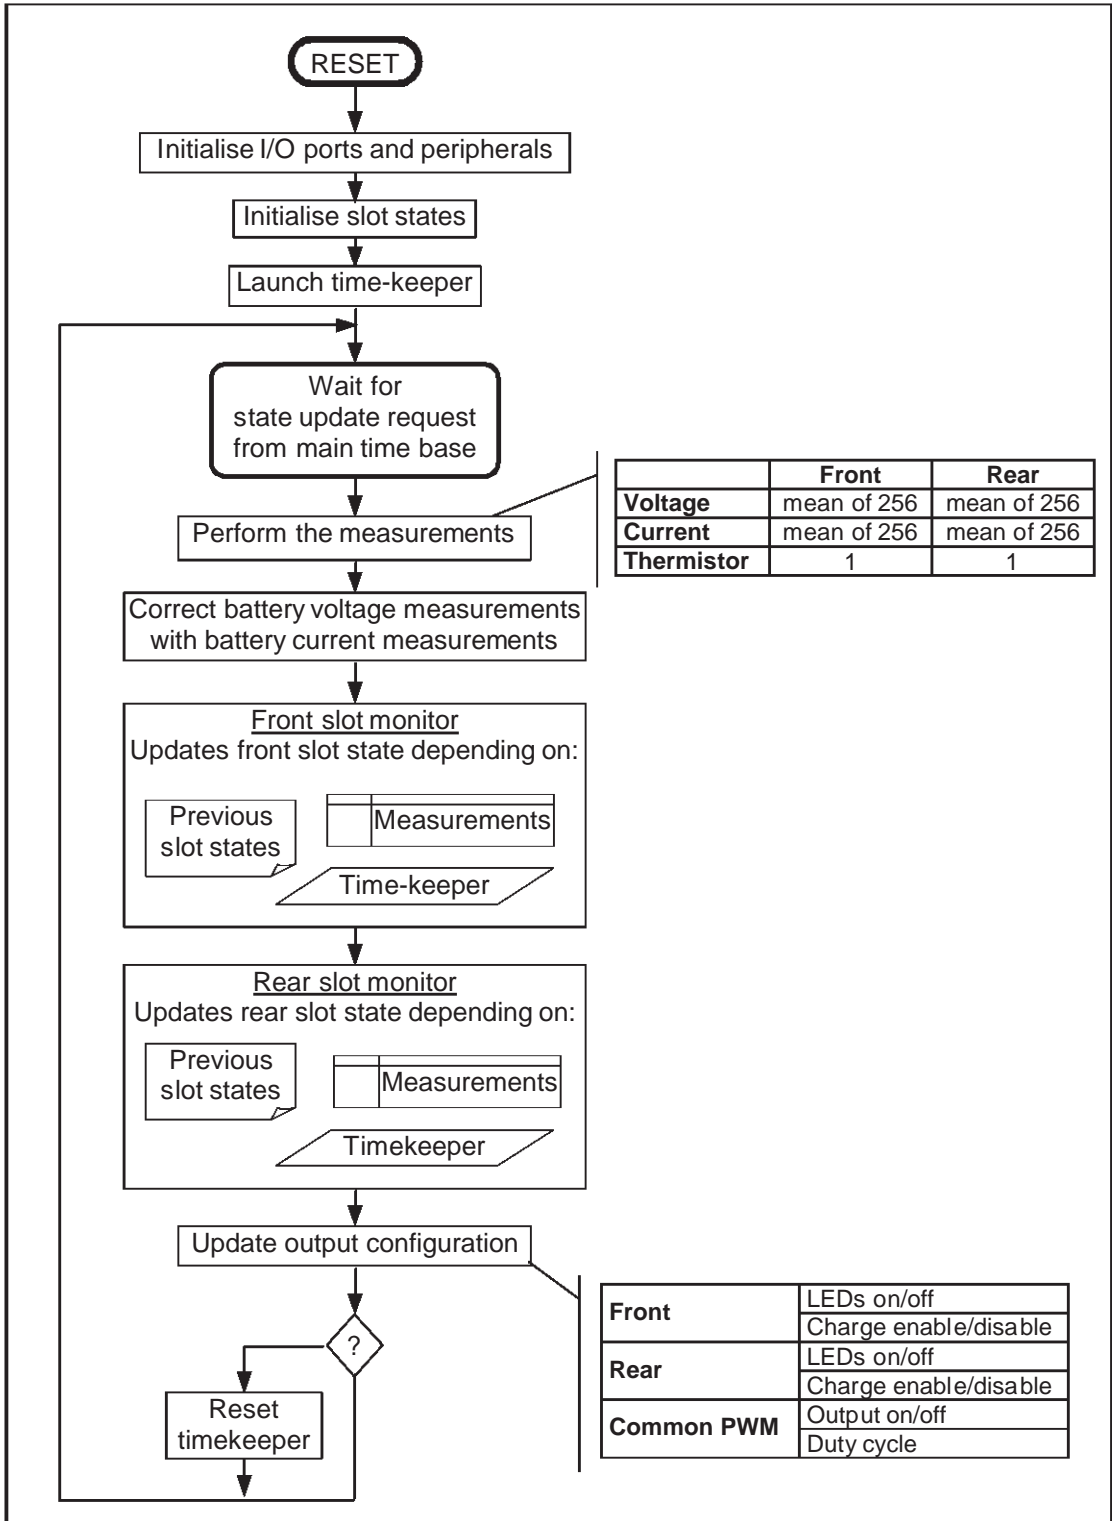 RESET
Initialise I/O ports and peripherals
Initialise slot states
Launch time-keeper
Wait for
state update request
from main time base
Front Rear
Voltage mean of 256 mean of 256
Current mean of 256 mean of 256
Thermistor 1 1
Perform the measurements
Correct battery voltage measurements
with battery current measurements
Front slot monitor
Updates front slot state depending on:
Previous
slot states
Measurements
Time-keeper
Rear slot monitor
Updates rear slot state depending on:
Previous
slot states
Measurements
Timekeeper
Update output configuration
Front
LEDs on/off
Charge enable/disable
Rear
LEDs on/off
Charge enable/disable
Common PWM
Output on/off
Duty cycle
?
Reset
timekeeper